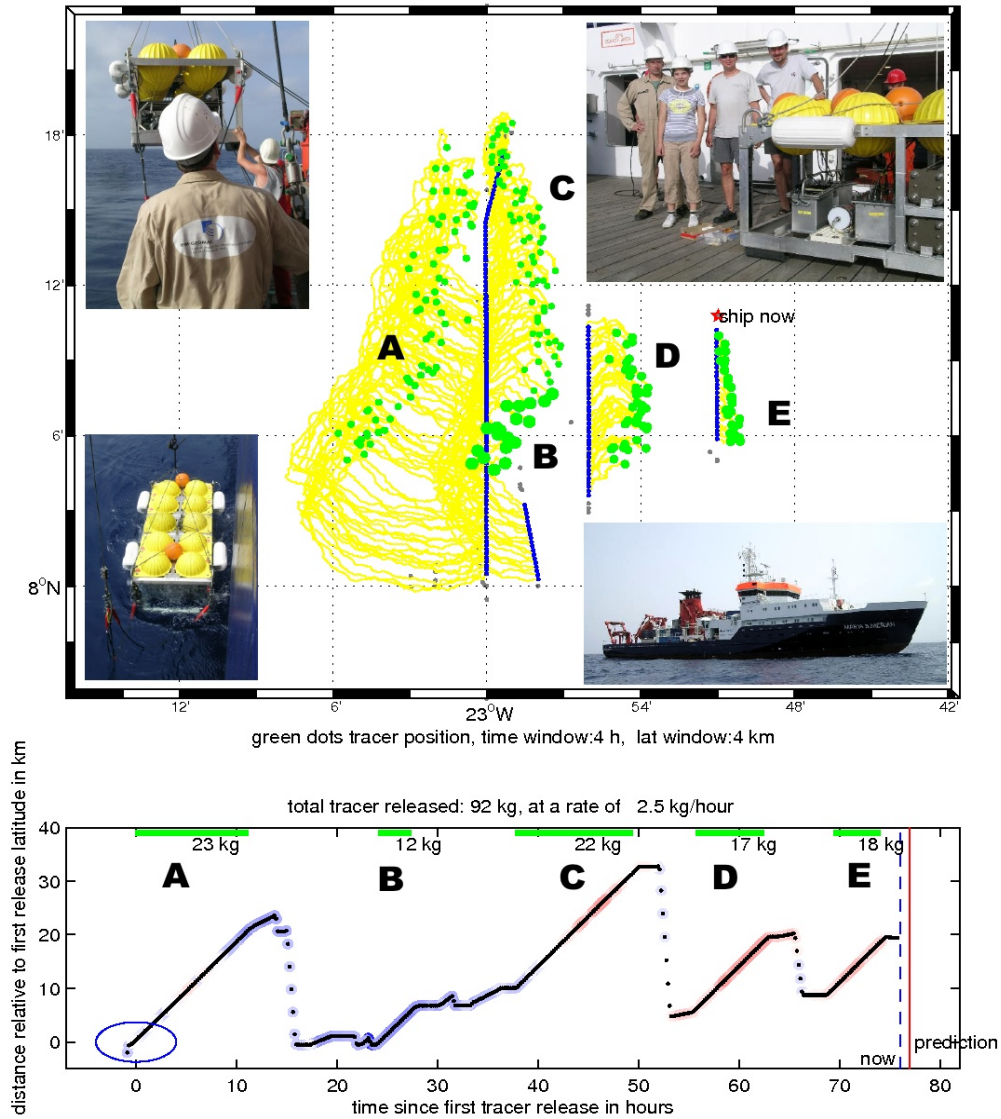 18'
C
12'
ship now
A
D
E
6'
B
8°N
MARIA S. MERIAN
12'
6'
23°W
54'
48'
42'
green dots tracer position, time window:4 h, lat window:4 km
total tracer released: 92 kg, at a rate of 2.5 kg/hour
distance relative to first release latitude in km
40
30
20
10
0
23 kg
12 kg
22 kg
17 kg
18 kg
A
B
C
D
E
now
prediction
0
10
20
30
40
50
60
70
80
time since first tracer release in hours